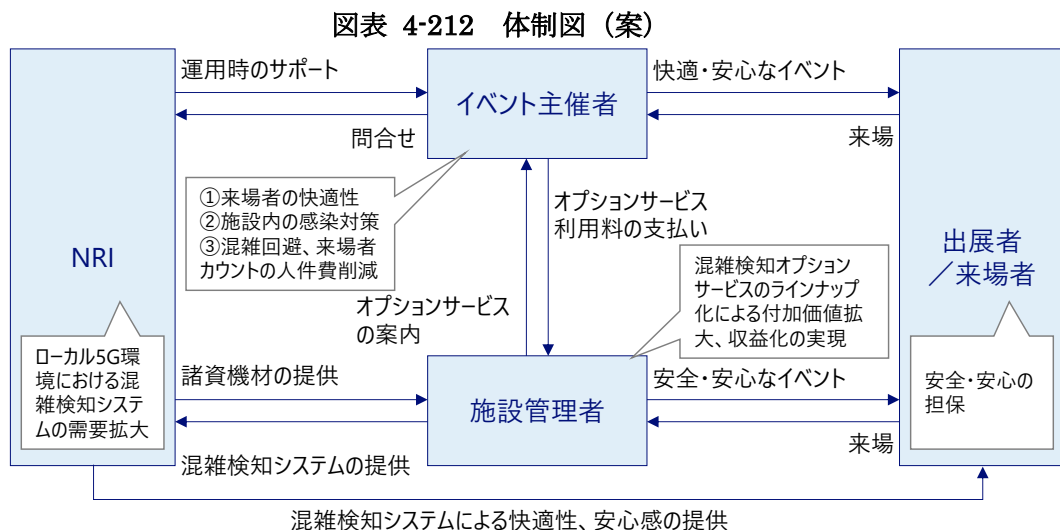 図表 4-212 体制図（案）
運用時のサポート
イベント主催者
快適・安心なイベント
問合せ
来場
①来場者の快適性
②施設内の感染対策
③混雑回避、来場者
カウントの人件費削減
オプションサービス
利用料の支払い
NRI
出展者
／来場者
混雑検知オプション
サービスのラインナップ
化による付加価値拡
大、収益化の実現
オプションサービス
の案内
ローカル5G環
境における混
雑検知システ
ムの需要拡大
諸資機材の提供
施設管理者
安全・安心なイベント
安全・安心の
担保
混雑検知システムの提供
来場
混雑検知システムによる快適性、安心感の提供